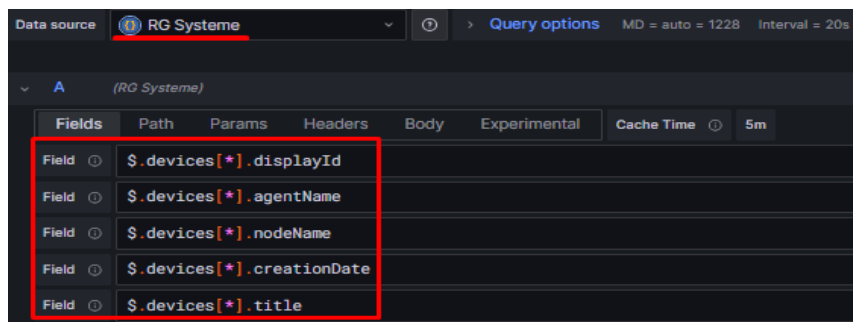 Data source RG Systeme Query options MD = auto = 1228 Interval = 20s
A (RG Systeme)
Fields Path Params Headers Body Experimental Cache Time 5m
Field $.devices[*].displayId
Field $.devices[*].agentName
Field $.devices[*].nodeName
Field $.devices[*].creationDate
Field $.devices[*].title